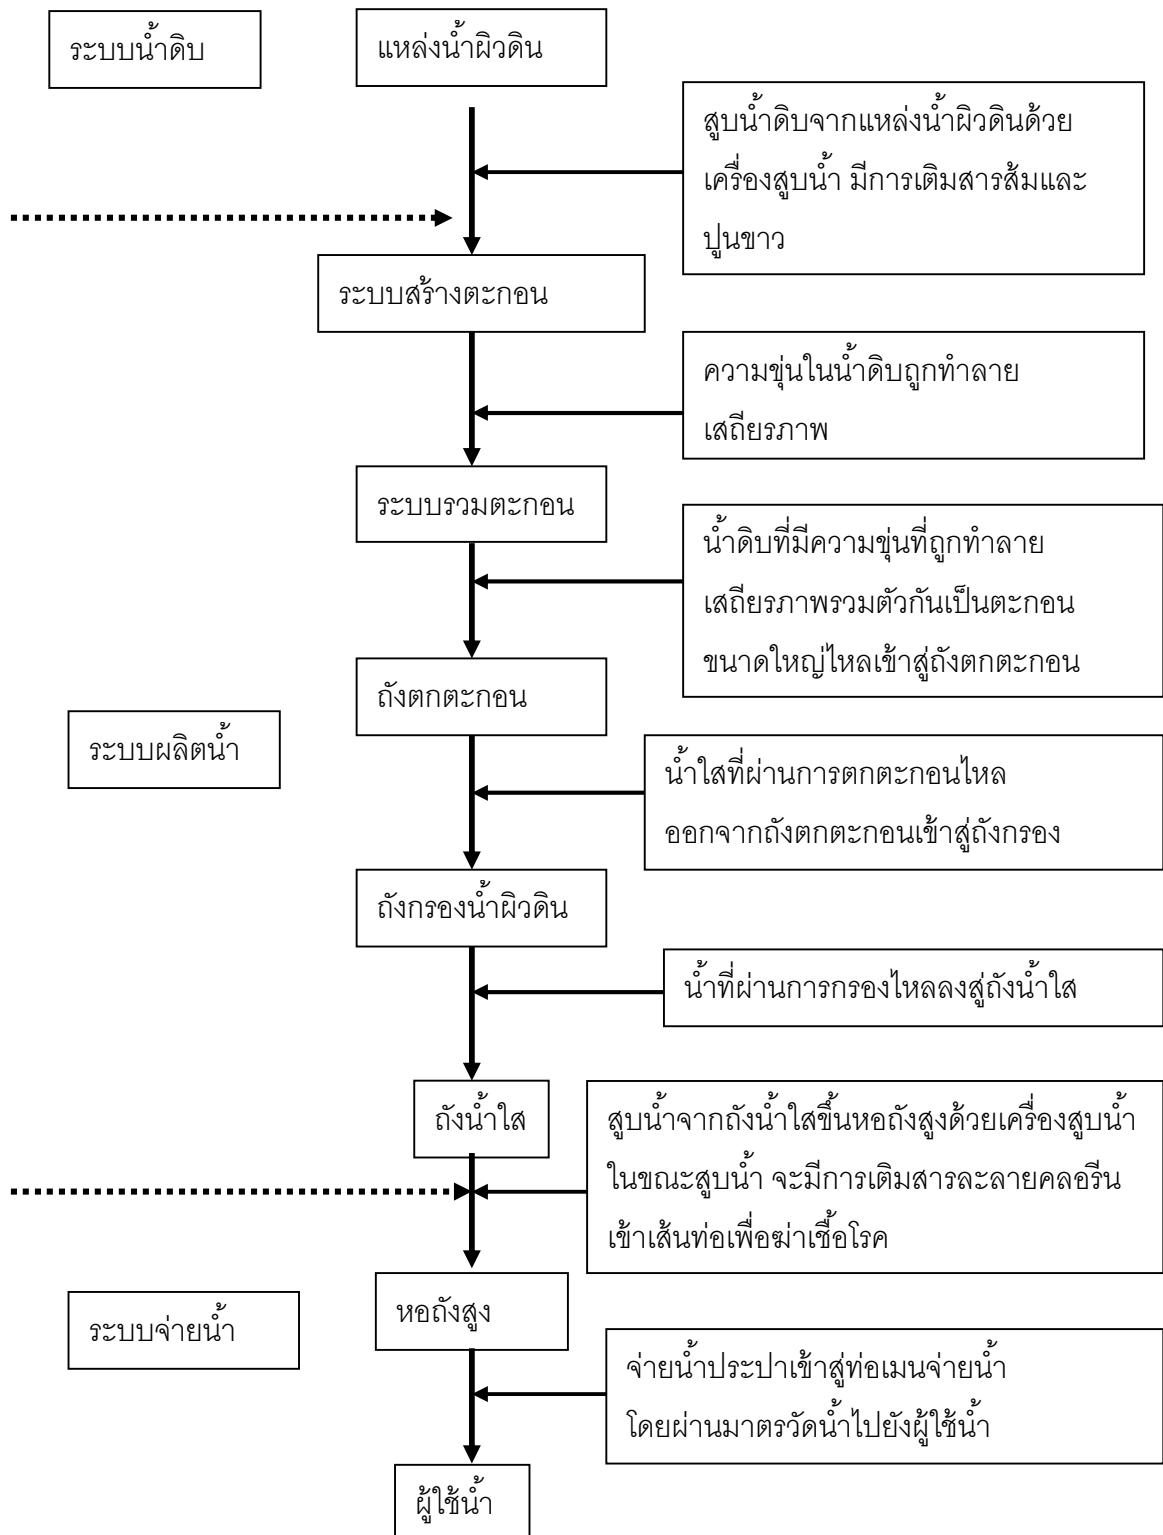 ระบบน้ำดิบ
แหล่งน้ำผิวดิน
สูบน้ำดิบจากแหล่งน้ำผิวดินด้วย
เครื่องสูบน้ำ มีการเติมสารส้มและ
ปูนขาว
ระบบสร้างตะกอน
ความขุ่นในน้ำดิบถูกทำลาย
เสถียรภาพ
ระบบรวมตะกอน
น้ำดิบที่มีความขุ่นที่ถูกทำลาย
เสถียรภาพรวมตัวกันเป็นตะกอน
ขนาดใหญ่ไหลเข้าสู่ถังตกตะกอน
ถังตกตะกอน
ระบบผลิตน้ำ
น้ำใสที่ผ่านการตกตะกอนไหล
ออกจากถังตกตะกอนเข้าสู่ถังกรอง
ถังกรองน้ำผิวดิน
น้ำที่ผ่านการกรองไหลลงสู่ถังน้ำใส
ถังน้ำใส
สูบน้ำจากถังน้ำใสขึ้นหอถังสูงด้วยเครื่องสูบน้ำ
ในขณะสูบน้ำ จะมีการเติมสารละลายคลอรีน
เข้าเส้นท่อเพื่อฆ่าเชื้อโรค
หอถังสูง
ระบบจ่ายน้ำ
จ่ายน้ำประปาเข้าสู่ท่อเมนจ่ายน้ำ
โดยผ่านมาตรวัดน้ำไปยังผู้ใช้น้ำ
ผู้ใช้น้ำ